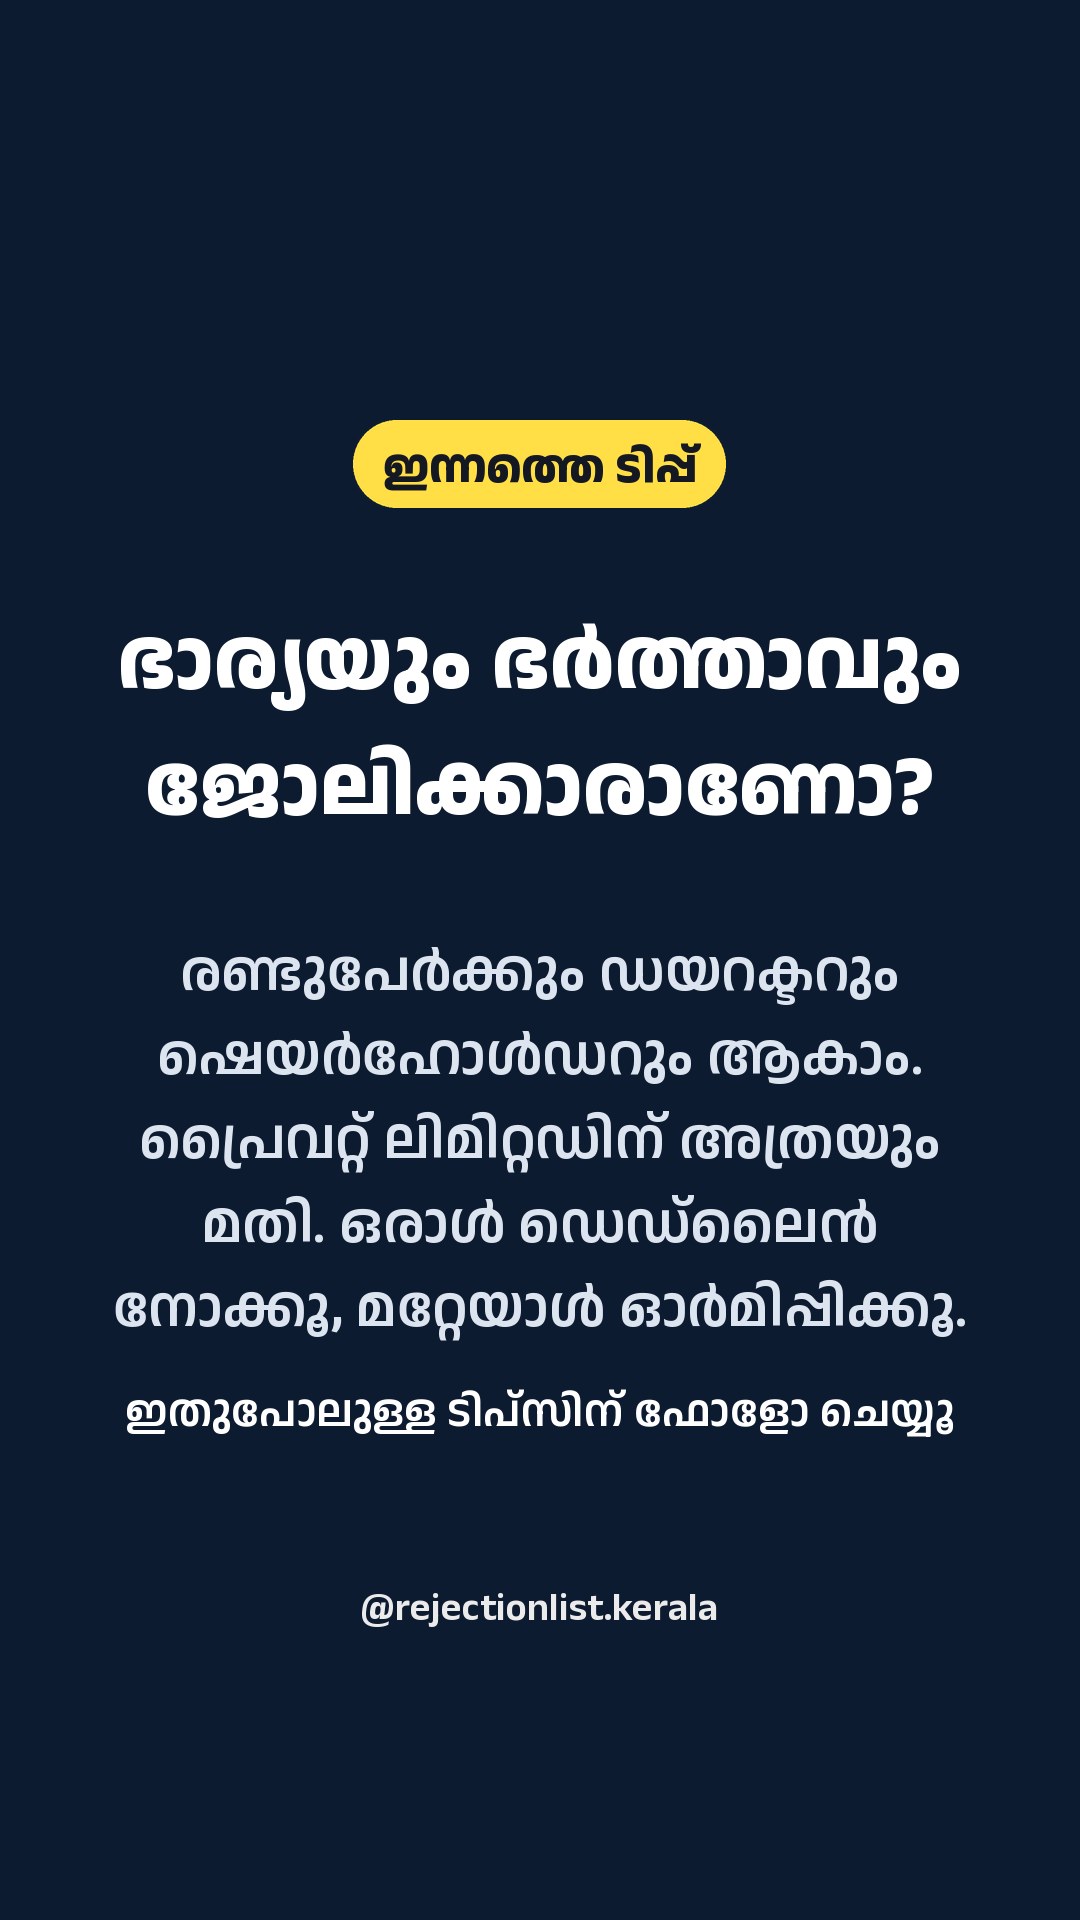 ഇന്നത്തെ ടിപ്പ്
ഭാര്യയും ഭർത്താവും
ജോലിക്കാരാണോ?
രണ്ടുപേർക്കും ഡയറക്ടറും
ഷെയർഹോൾഡറും ആകാം.
പ്രൈവറ്റ് ലിമിറ്റഡിന് അത്രയും
മതി. ഒരാൾ ഡെഡ്‌ലൈൻ
നോക്കൂ, മറ്റേയാൾ ഓർമിപ്പിക്കൂ.
ഇതുപോലുള്ള ടിപ്സിന് ഫോളോ ചെയ്യൂ
@rejectionlist.kerala